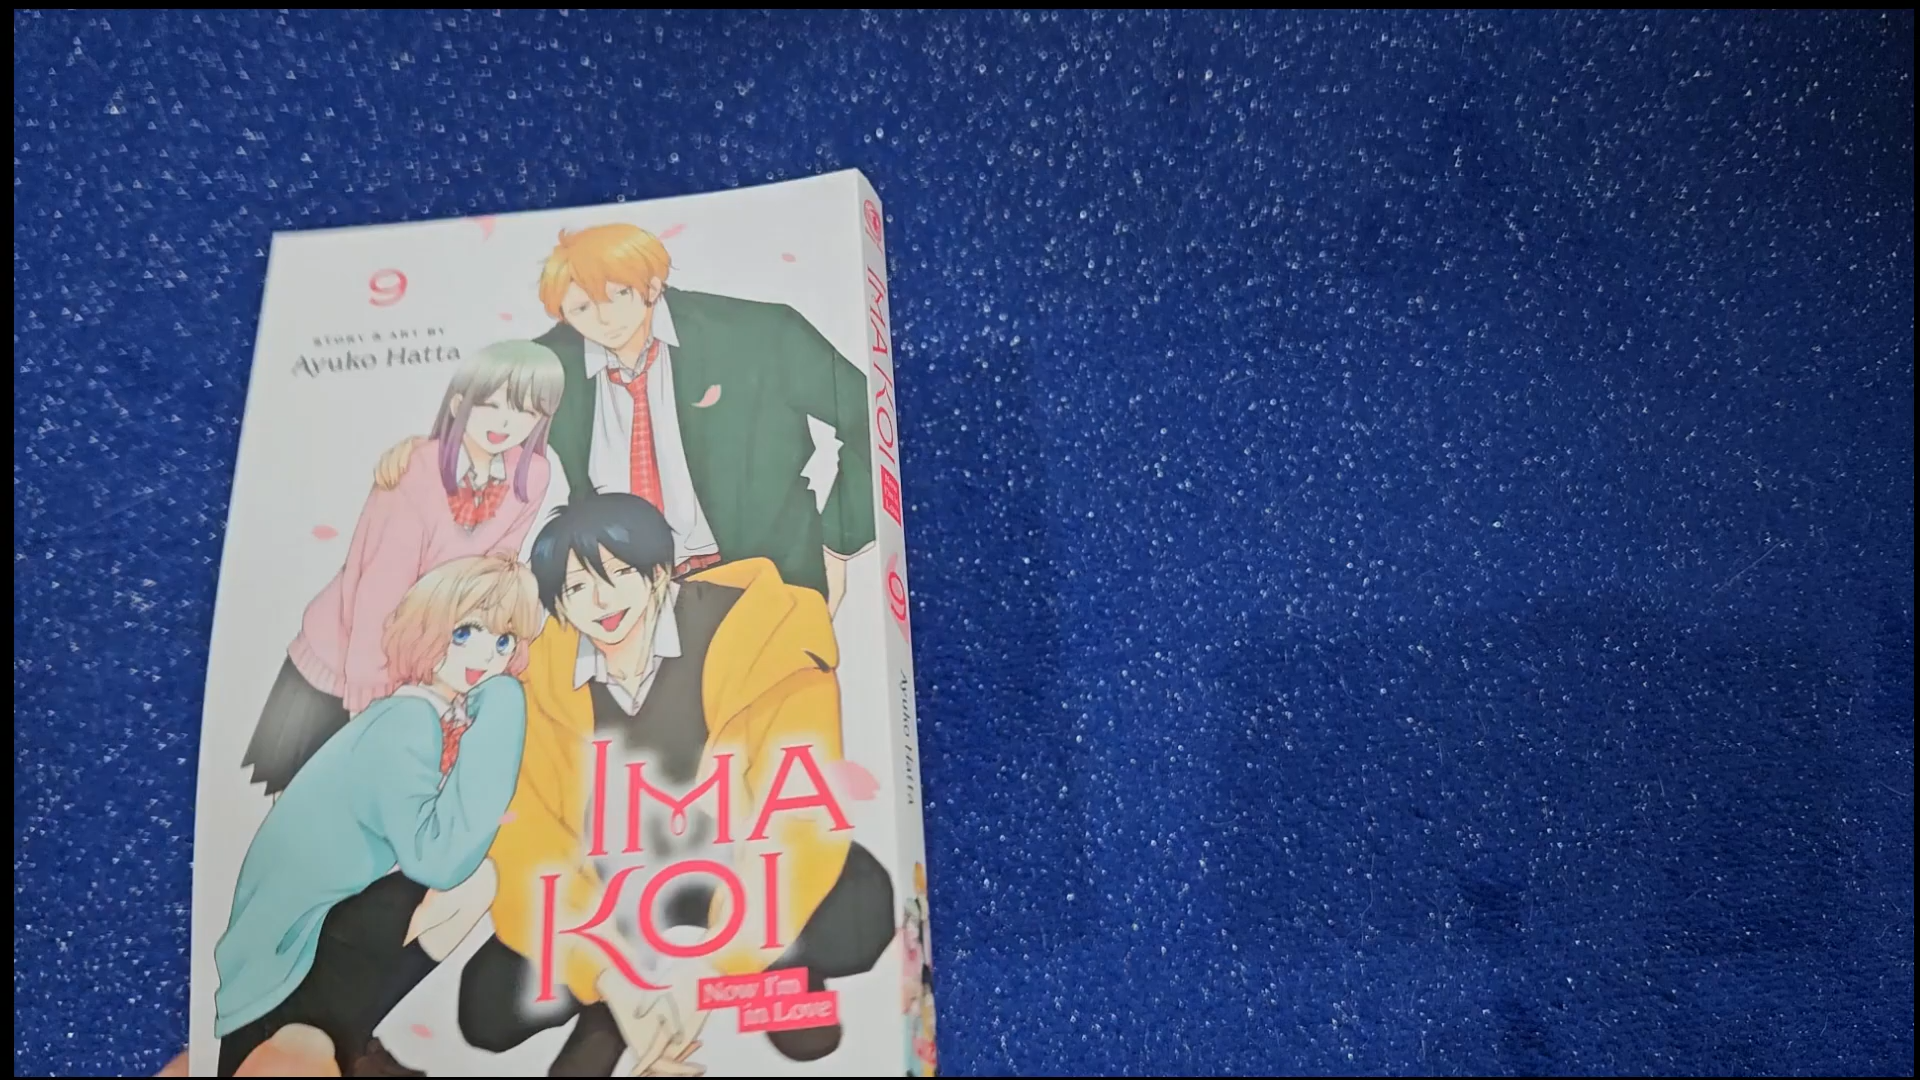 9
STORY & ART BY
Ayuko Hatta
IMA
KOI
Now I'm
in Love
IMA KOI
9
Ayuko Hatta